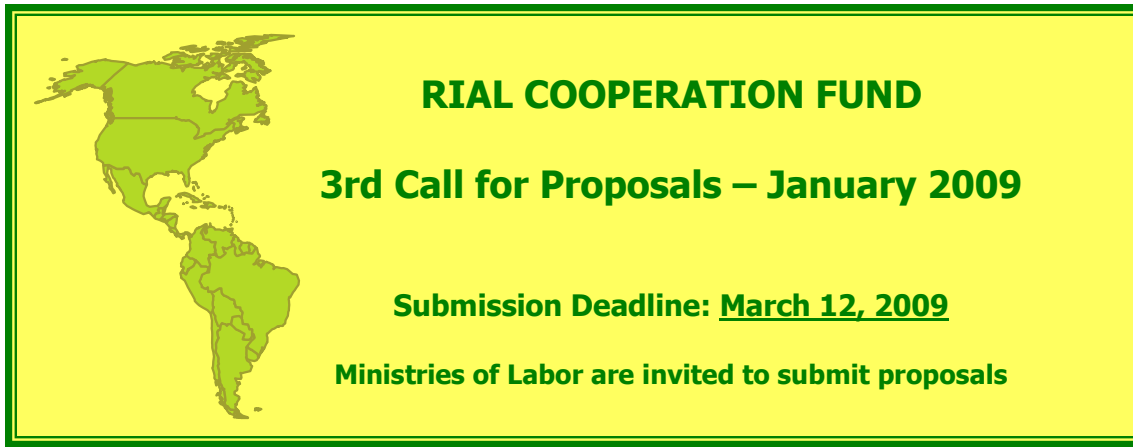 RIAL COOPERATION FUND
3rd Call for Proposals – January 2009
Submission Deadline: March 12, 2009
Ministries of Labor are invited to submit proposals